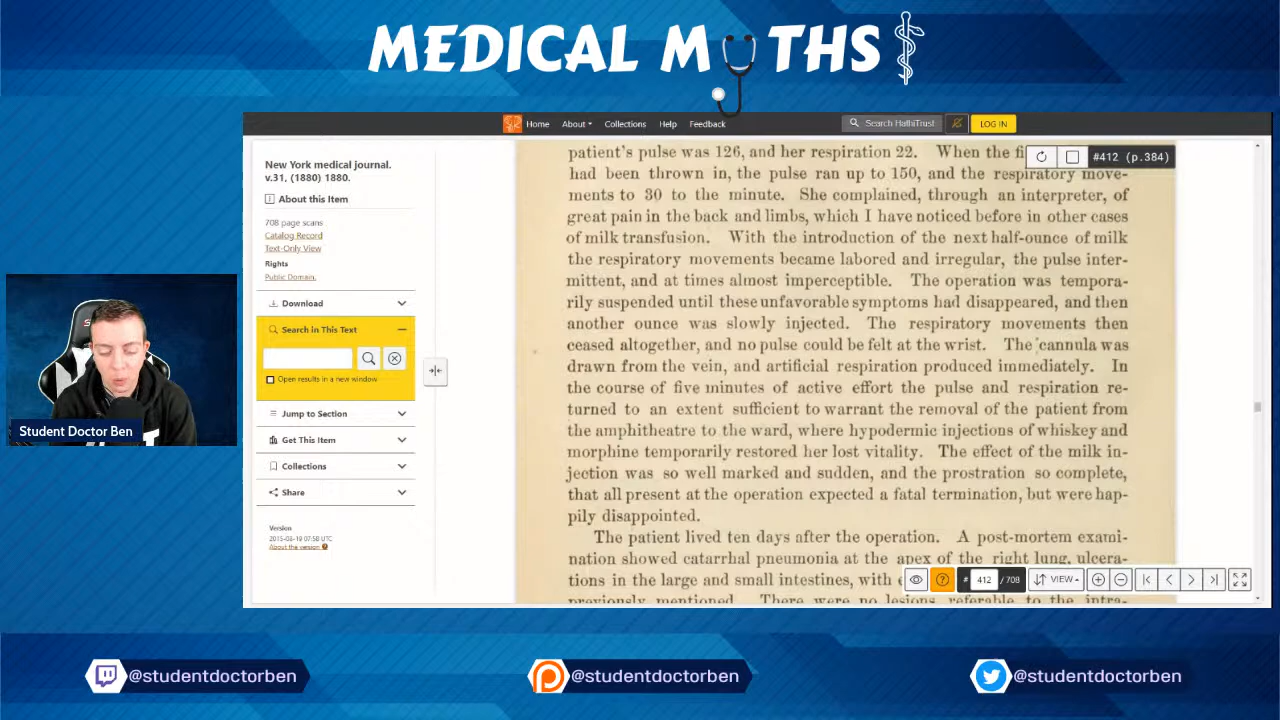 MEDICAL MYTHS
Home
About
Collections
Help
Feedback
Search HathiTrust
LOG IN
New York medical journal.
v.31, (1880) 1880.
About this Item
708 page scans
Catalog Record
Text-Only View
Rights
Public Domain.
Download
Search in This Text
Open results in a new window
Jump to Section
Get This Item
Collections
Share
Version
2015-03-19 07:58 UTC
About the version
#412 (p.384)
patient's pulse was 126, and her respiration 22. When the
had been thrown in, the pulse ran up to 150, and the respiratory move-
ments to 30 to the minute. She complained, through an interpreter, of
great pain in the back and limbs, which I have noticed before in other cases
of milk transfusion. With the introduction of the next half-ounce of milk
the respiratory movements became labored and irregular, the pulse inter-
mittent, and at times almost imperceptible. The operation was tempora-
rily suspended until these unfavorable symptoms had disappeared, and then
another ounce was slowly injected. The respiratory movements then
ceased altogether, and no pulse could be felt at the wrist. The cannula was
drawn from the vein, and artificial respiration produced immediately. In
the course of five minutes of active effort the pulse and respiration re-
turned to an extent sufficient to warrant the removal of the patient from
the amphitheatre to the ward, where hypodermic injections of whiskey and
morphine temporarily restored her lost vitality. The effect of the milk in-
jection was so well marked and sudden, and the prostration so complete,
that all present at the operation expected a fatal termination, but were hap-
pily disappointed.
The patient lived ten days after the operation. A post-mortem exami-
nation showed catarrhal pneumonia at the apex of the right lung, ulcera-
tions in the large and small intestines, with
previously mentioned. There were no lesions referable to the intra-
# 412 / 708
VIEW
Student Doctor Ben
@studentdoctorben
@studentdoctorben
@studentdoctorben